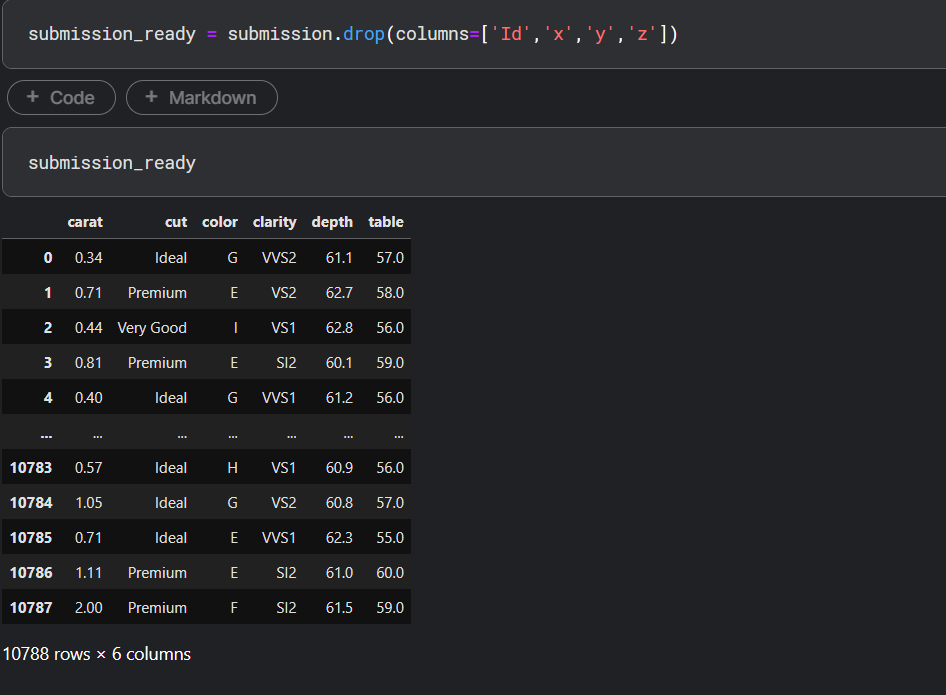 submission_ready = submission.drop(columns=['Id','x','y','z'])
+ Code + Markdown
submission_ready
carat cut color clarity depth table
0 0.34 Ideal G VVS2 61.1 57.0
1 0.71 Premium E VS2 62.7 58.0
2 0.44 Very Good I VS1 62.8 56.0
3 0.81 Premium E SI2 60.1 59.0
4 0.40 Ideal G VVS1 61.2 56.0
... ... ... ... ... ... ...
10783 0.57 Ideal H VS1 60.9 56.0
10784 1.05 Ideal G VS2 60.8 57.0
10785 0.71 Ideal E VVS1 62.3 55.0
10786 1.11 Premium E SI2 61.0 60.0
10787 2.00 Premium F SI2 61.5 59.0
10788 rows × 6 columns